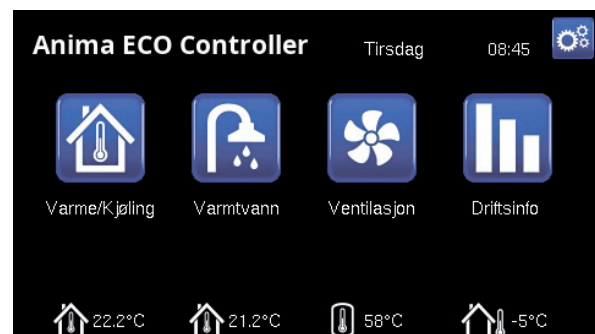 Anima ECO Controller Tirsdag 08:45
Varme/Kjøling Varmtvann Ventilasjon Driftsinfo
22.2°C 21.2°C 58°C -5°C